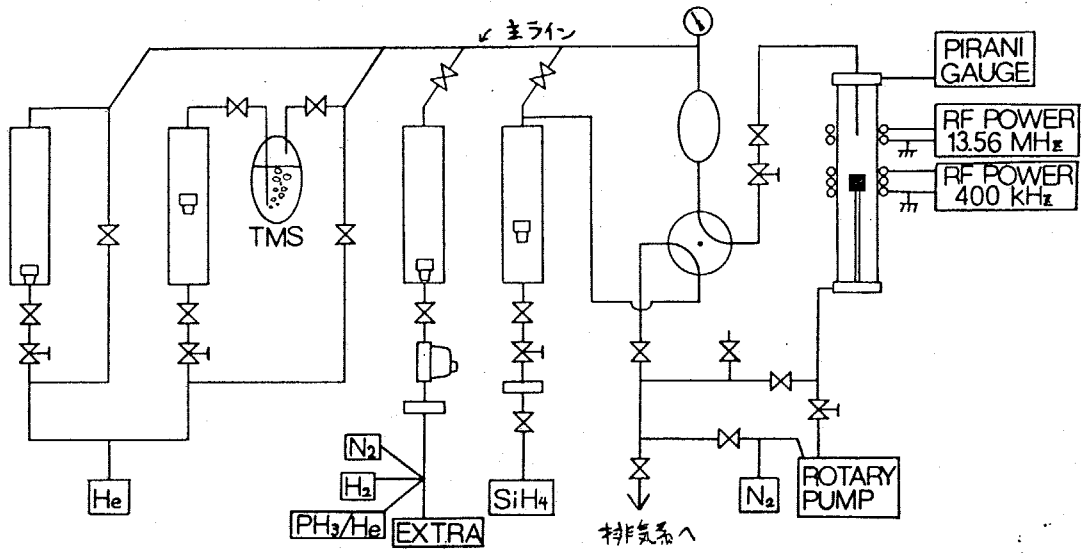 ↙主ライン
PIRANI
GAUGE
RF POWER
13.56 MHz
RF POWER
400 kHz
TMS
He
N2
H2
PH3/He
EXTRA
SiH4
N2
ROTARY
PUMP
排気系へ